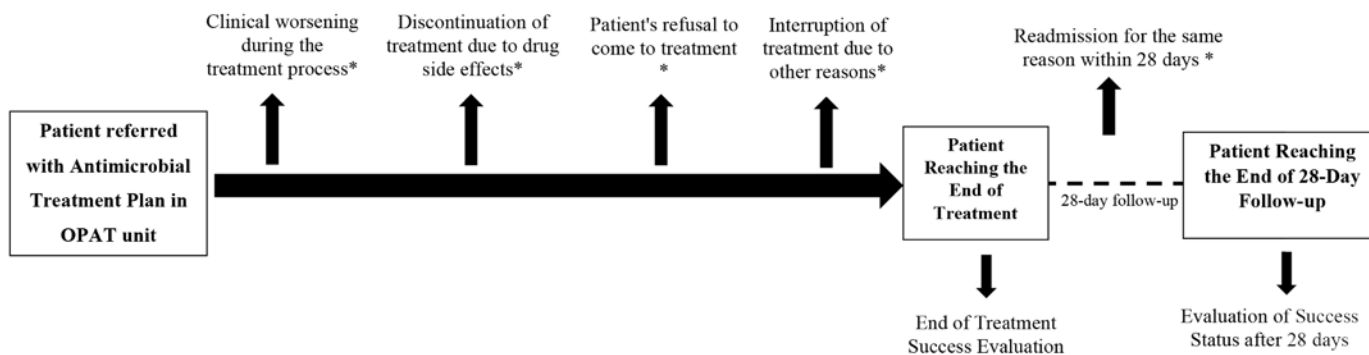 Clinical worsening
during the
treatment process*
Discontinuation of
treatment due to drug
side effects*
Patient's refusal to
come to treatment
*
Interruption of
treatment due to
other reasons*
Readmission for the same
reason within 28 days *
Patient referred
with Antimicrobial
Treatment Plan in
OPAT unit
Patient
Reaching the
End of
Treatment
28-day follow-up
Patient Reaching
the End of 28-Day
Follow-up
End of Treatment
Success Evaluation
Evaluation of Success
Status after 28 days